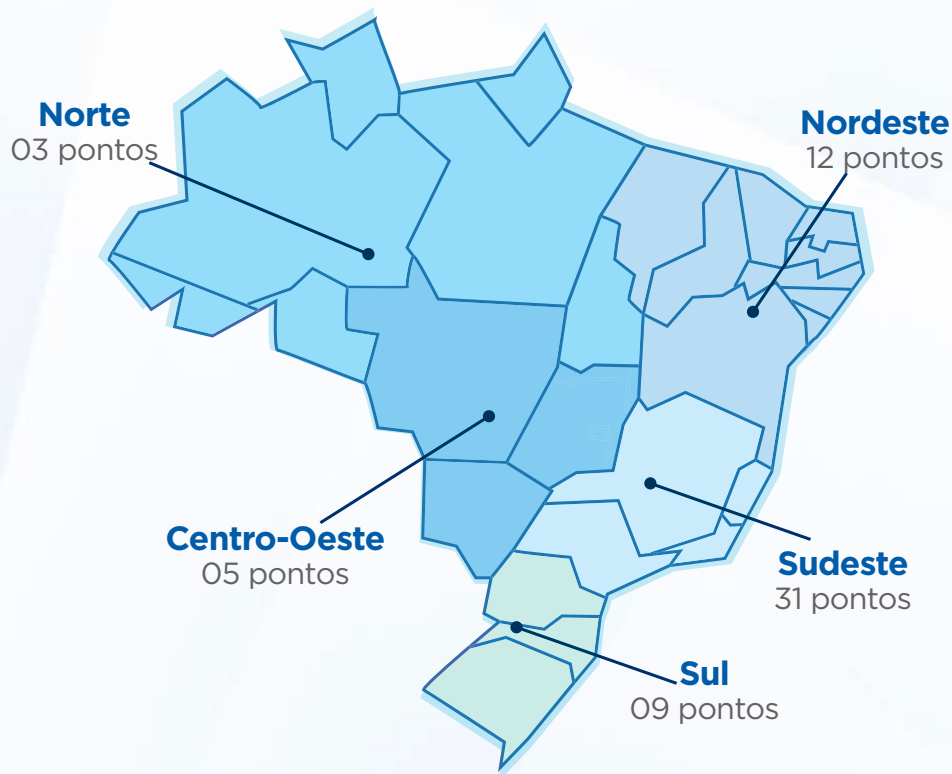 Norte
03 pontos
Nordeste
12 pontos
Centro-Oeste
05 pontos
Sudeste
31 pontos
Sul
09 pontos